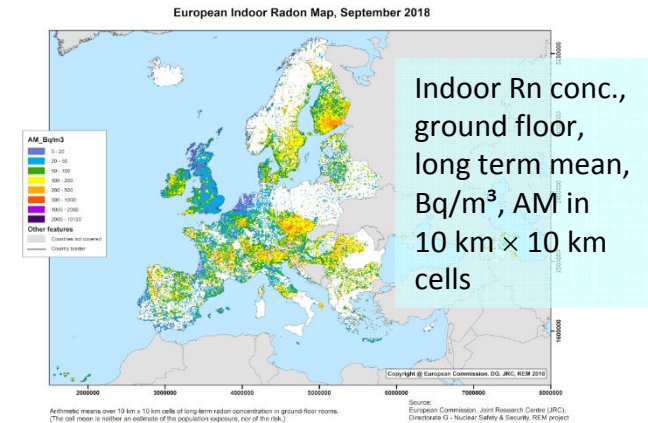 European Indoor Radon Map, September 2018
Indoor Rn conc.,
ground floor,
long term mean,
Bq/m³, AM in
10 km × 10 km
cells
AM_Bq/m3
0 - 20
20 - 50
50 - 100
100 - 200
200 - 500
500 - 1000
1000 - 2000
2000 - 10120
Other features
Countries not covered
Country border
Copyright @ European Commission, DG. JRC, REM 2018
2000000 3000000 4000000 5000000 6000000 7000000 8000000
1000000
Arithmetic means over 10 km x 10 km cells of long-term radon concentration in ground-floor rooms.
(The cell mean is neither an estimate of the population exposure, nor of the risk.)
Source:
European Commission, Joint Research Centre (JRC),
Directorate G - Nuclear Safety & Security, REM project